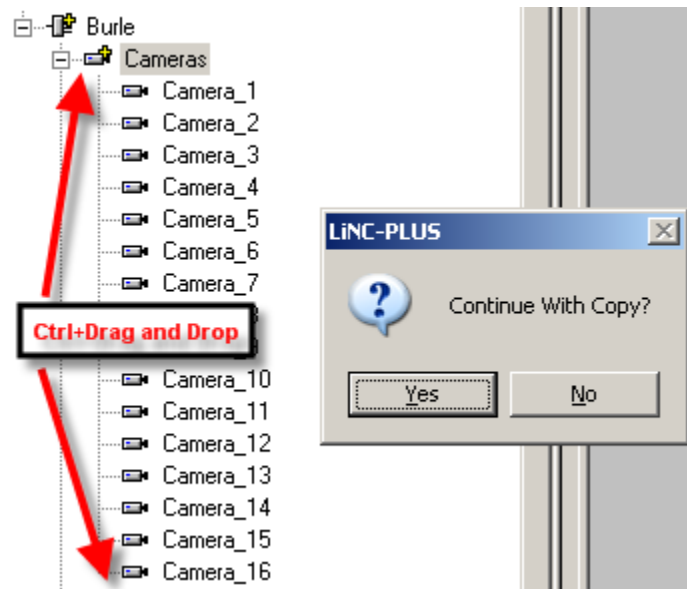 Burle
Cameras
Camera_1
Camera_2
Camera_3
Camera_4
Camera_5
Camera_6
Camera_7
Ctrl+Drag and Drop
Camera_10
Camera_11
Camera_12
Camera_13
Camera_14
Camera_15
Camera_16
LiNC-PLUS
Continue With Copy?
Yes
No